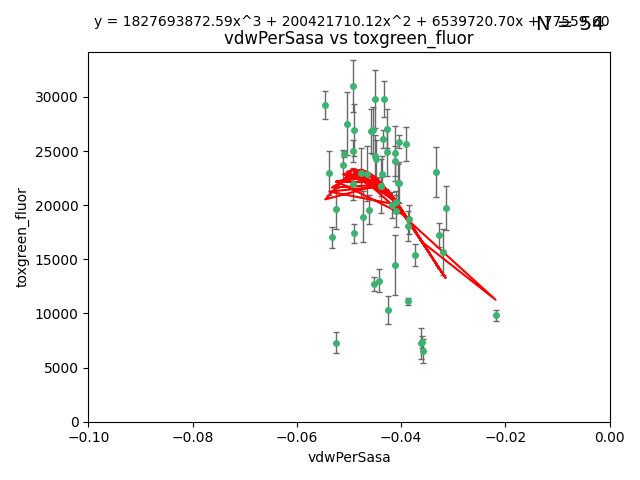 y = 1827693872.59x^3 + 200421710.12x^2 + 6539720.70x +
N = 54
vdwPerSasa vs toxgreen_fluor
30000
25000
20000
15000
10000
5000
0
toxgreen_fluor
−0.10 −0.08 −0.06 −0.04 −0.02 0.00
vdwPerSasa